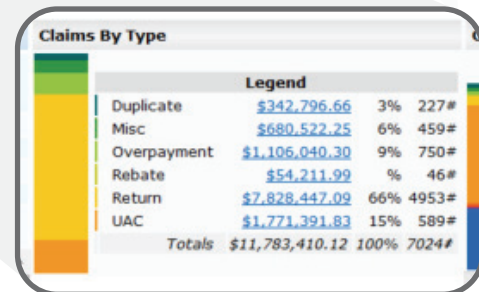 Claims By Type
Legend
Duplicate $342,796.66 3% 227#
Misc $680,522.25 6% 459#
Overpayment $1,106,040.30 9% 750#
Rebate $54,211.99 % 46#
Return $7,828,447.09 66% 4953#
UAC $1,771,391.83 15% 589#
Totals $11,783,410.12 100% 7024#